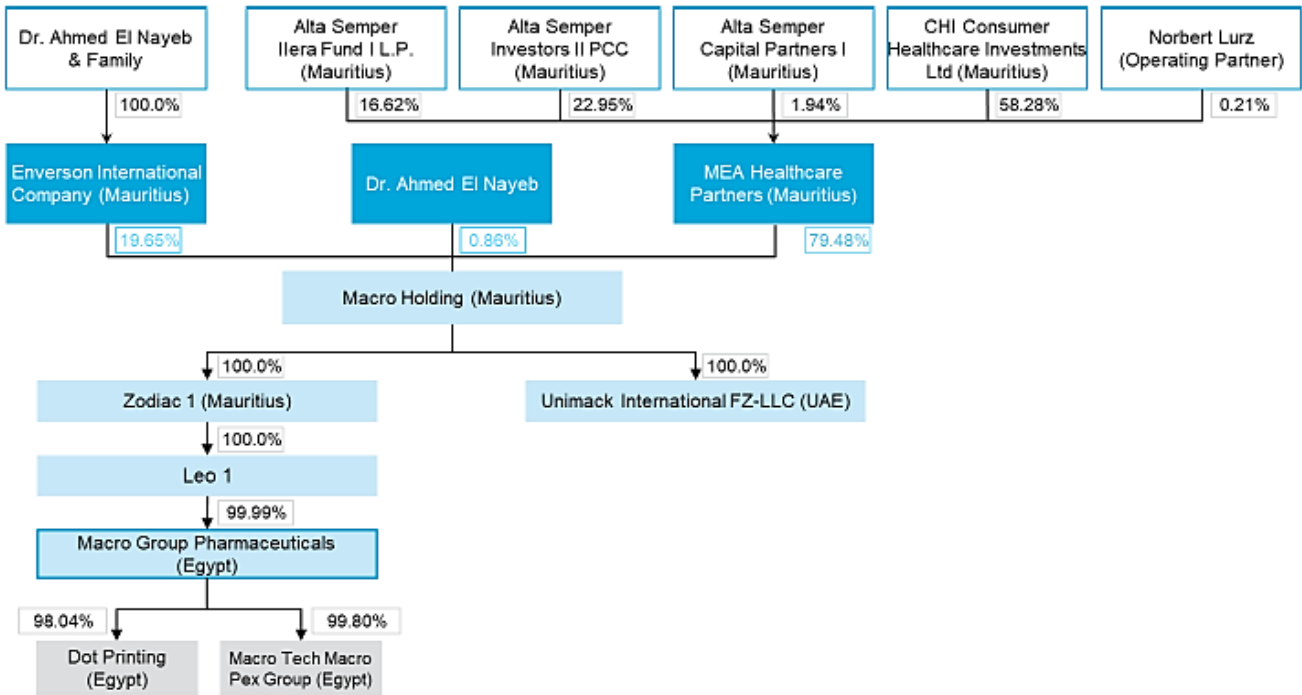 Dr. Ahmed El Nayeb
& Family
Alta Semper
Ilera Fund I L.P.
(Mauritius)
Alta Semper
Investors II PCC
(Mauritius)
Alta Semper
Capital Partners I
(Mauritius)
CHI Consumer
Healthcare Investments
Ltd (Mauritius)
Norbert Lurz
(Operating Partner)
100.0%
16.62%
22.95%
1.94%
58.28%
0.21%
Enverson International
Company (Mauritius)
Dr. Ahmed El Nayeb
MEA Healthcare
Partners (Mauritius)
19.65%
0.86%
79.48%
Macro Holding (Mauritius)
100.0%
100.0%
Zodiac 1 (Mauritius)
Unimack International FZ-LLC (UAE)
100.0%
Leo 1
99.99%
Macro Group Pharmaceuticals
(Egypt)
98.04%
99.80%
Dot Printing
(Egypt)
Macro Tech Macro
Pex Group (Egypt)